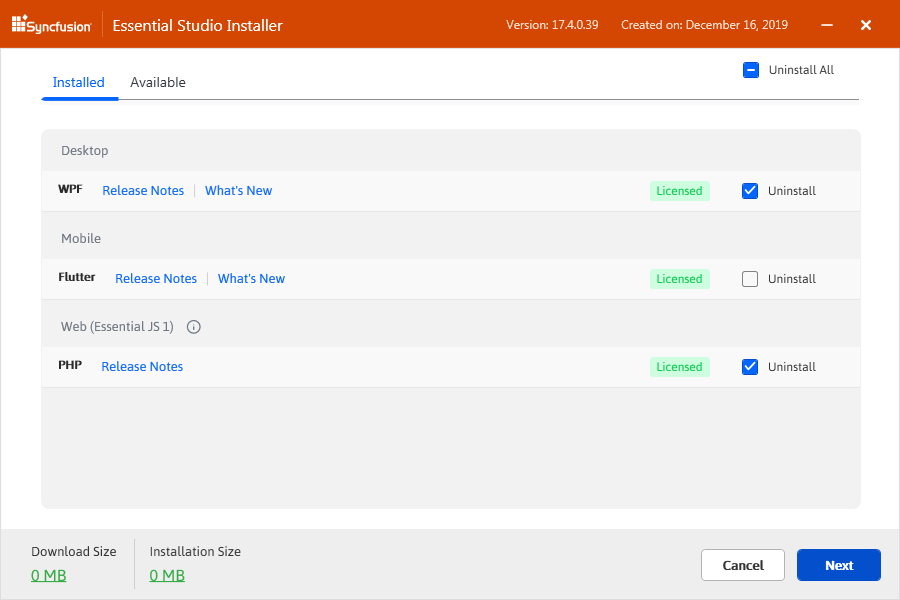 Syncfusion Essential Studio Installer Version: 17.4.0.39 Created on: December 16, 2019
Installed Available Uninstall All
Desktop
WPF Release Notes What's New Licensed Uninstall
Mobile
Flutter Release Notes What's New Licensed Uninstall
Web (Essential JS 1)
PHP Release Notes Licensed Uninstall
Download Size Installation Size
0 MB 0 MB
Cancel Next